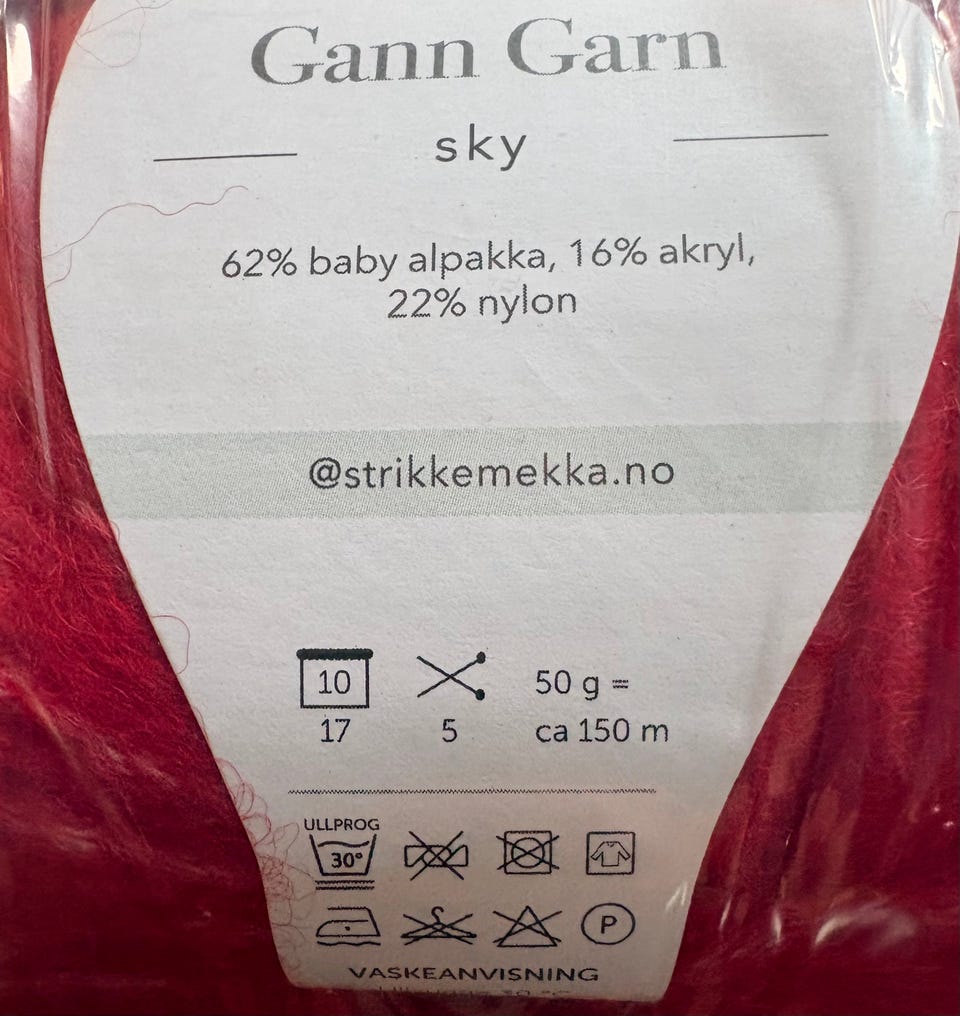 Gann Garn
sky
62% baby alpakka, 16% akryl,
22% nylon
@strikkemekka.no
10
17
5
50 g =
ca 150 m
ULLPROG
30°
P
VASKEANVISNING